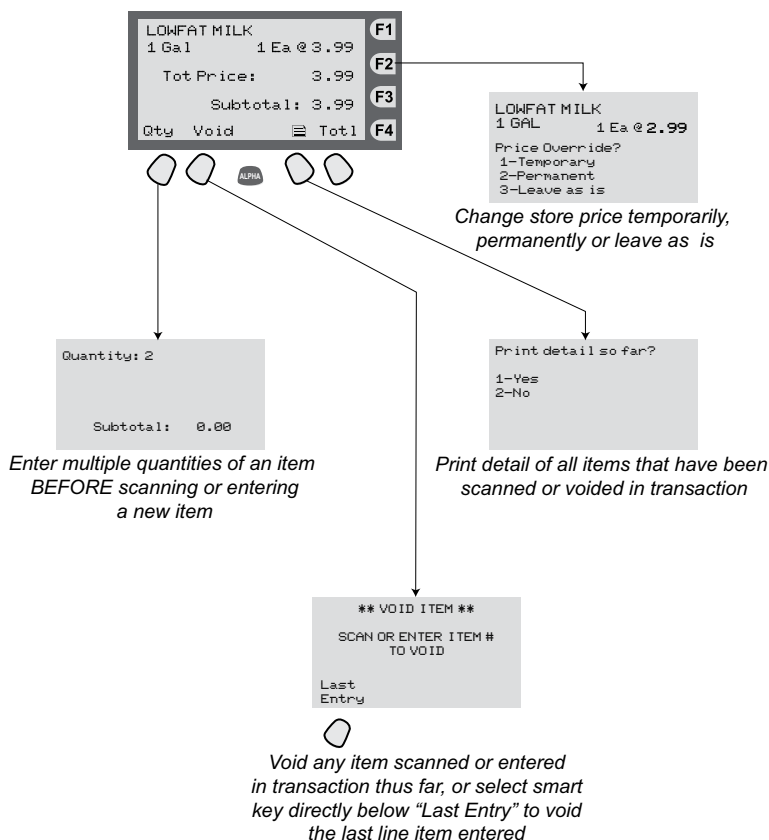 LOWFAT MILK
1 Gal 1 Ea @ 3.99
Tot Price: 3.99
Subtotal: 3.99
Qty Void Totl
F1
F2
F3
F4
ALPHA
LOWFAT MILK
1 GAL 1 Ea @ 2.99
Price Override?
1-Temporary
2-Permanent
3-Leave as is
Change store price temporarily,
permanently or leave as is
Quantity: 2
Subtotal: 0.00
Enter multiple quantities of an item
BEFORE scanning or entering
a new item
Print detail so far?
1-Yes
2-No
Print detail of all items that have been
scanned or voided in transaction
** VOID ITEM **
SCAN OR ENTER ITEM #
TO VOID
Last
Entry
Void any item scanned or entered
in transaction thus far, or select smart
key directly below “Last Entry” to void
the last line item entered